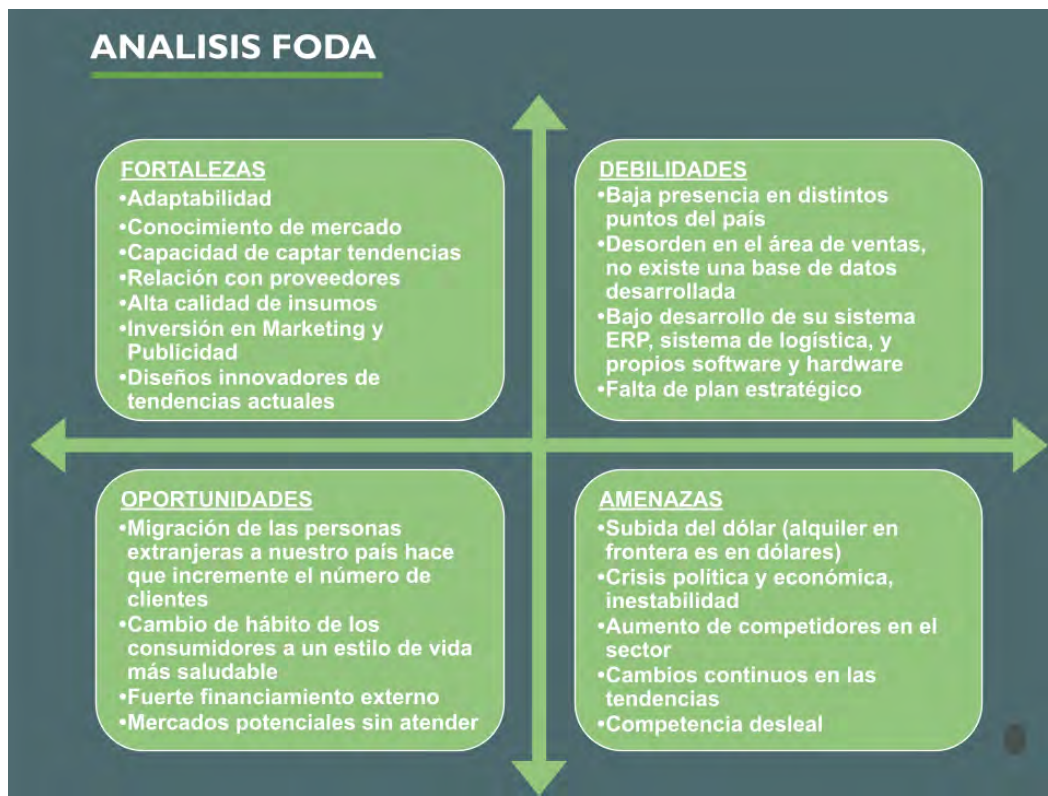 ANALISIS FODA
FORTALEZAS
•Adaptabilidad
•Conocimiento de mercado
•Capacidad de captar tendencias
•Relación con proveedores
•Alta calidad de insumos
•Inversión en Marketing y
Publicidad
•Diseños innovadores de
tendencias actuales
DEBILIDADES
•Baja presencia en distintos
puntos del país
•Desorden en el área de ventas,
no existe una base de datos
desarrollada
•Bajo desarrollo de su sistema
ERP, sistema de logística, y
propios software y hardware
•Falta de plan estratégico
OPORTUNIDADES
•Migración de las personas
extranjeras a nuestro país hace
que incremente el número de
clientes
•Cambio de hábito de los
consumidores a un estilo de vida
más saludable
•Fuerte financiamiento externo
•Mercados potenciales sin atender
AMENAZAS
•Subida del dólar (alquiler en
frontera es en dólares)
•Crisis política y económica,
inestabilidad
•Aumento de competidores en el
sector
•Cambios continuos en las
tendencias
•Competencia desleal